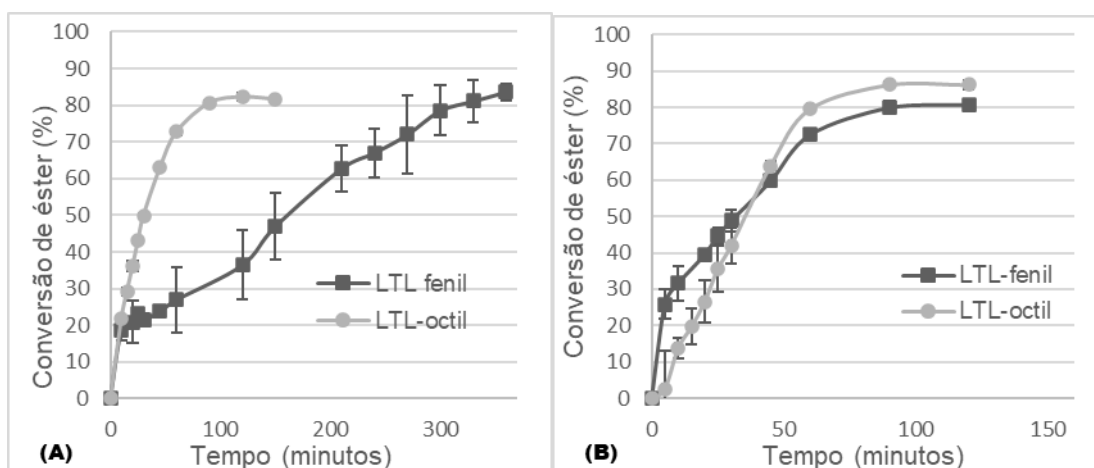 100
90
80
70
60
50
40
30
20
10
0
Conversão de éster (%)
LTL fenil
LTL-octil
0 100 200 300
(A) Tempo (minutos)
100
90
80
70
60
50
40
30
20
10
0
Conversão de éster (%)
LTL-fenil
LTL-octil
0 50 100 150
(B) Tempo (minutos)